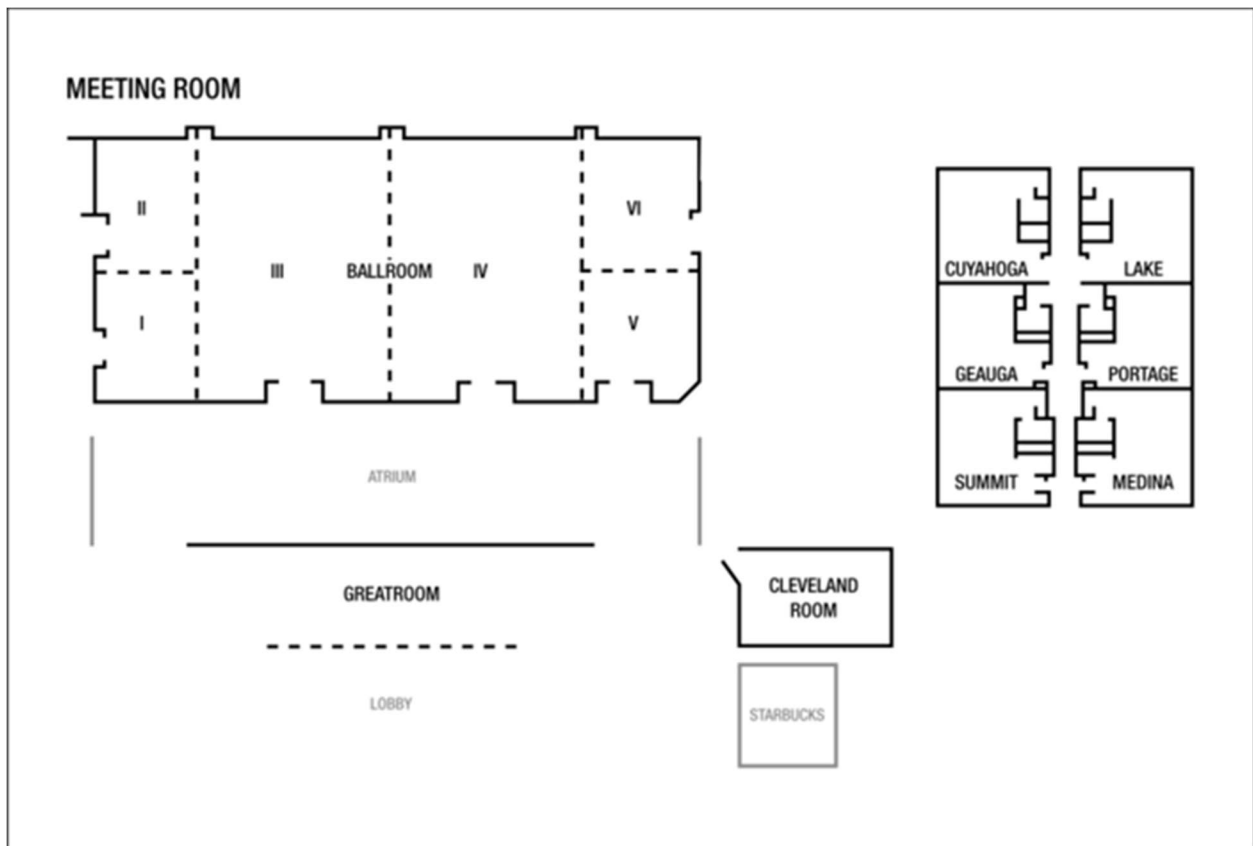 MEETING ROOM
II
VI
III
BALLROOM
IV
I
V
ATRIUM
GREATROOM
LOBBY
CUYAHOGA
LAKE
GEAUGA
PORTAGE
SUMMIT
MEDINA
CLEVELAND
ROOM
STARBUCKS